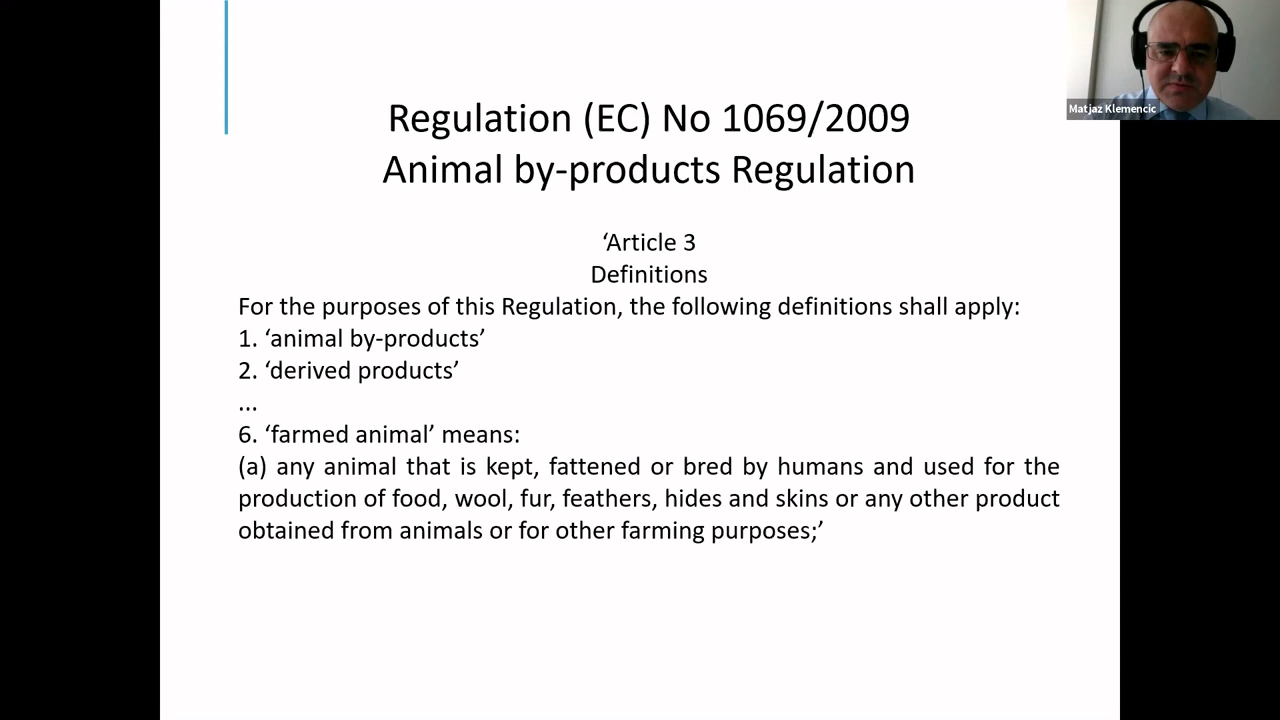 Regulation (EC) No 1069/2009
Animal by-products Regulation
‘Article 3
Definitions
For the purposes of this Regulation, the following definitions shall apply:
1. ‘animal by-products’
2. ‘derived products’
...
6. ‘farmed animal’ means:
(a) any animal that is kept, fattened or bred by humans and used for the
production of food, wool, fur, feathers, hides and skins or any other product
obtained from animals or for other farming purposes;’
Matjaz Klemencic